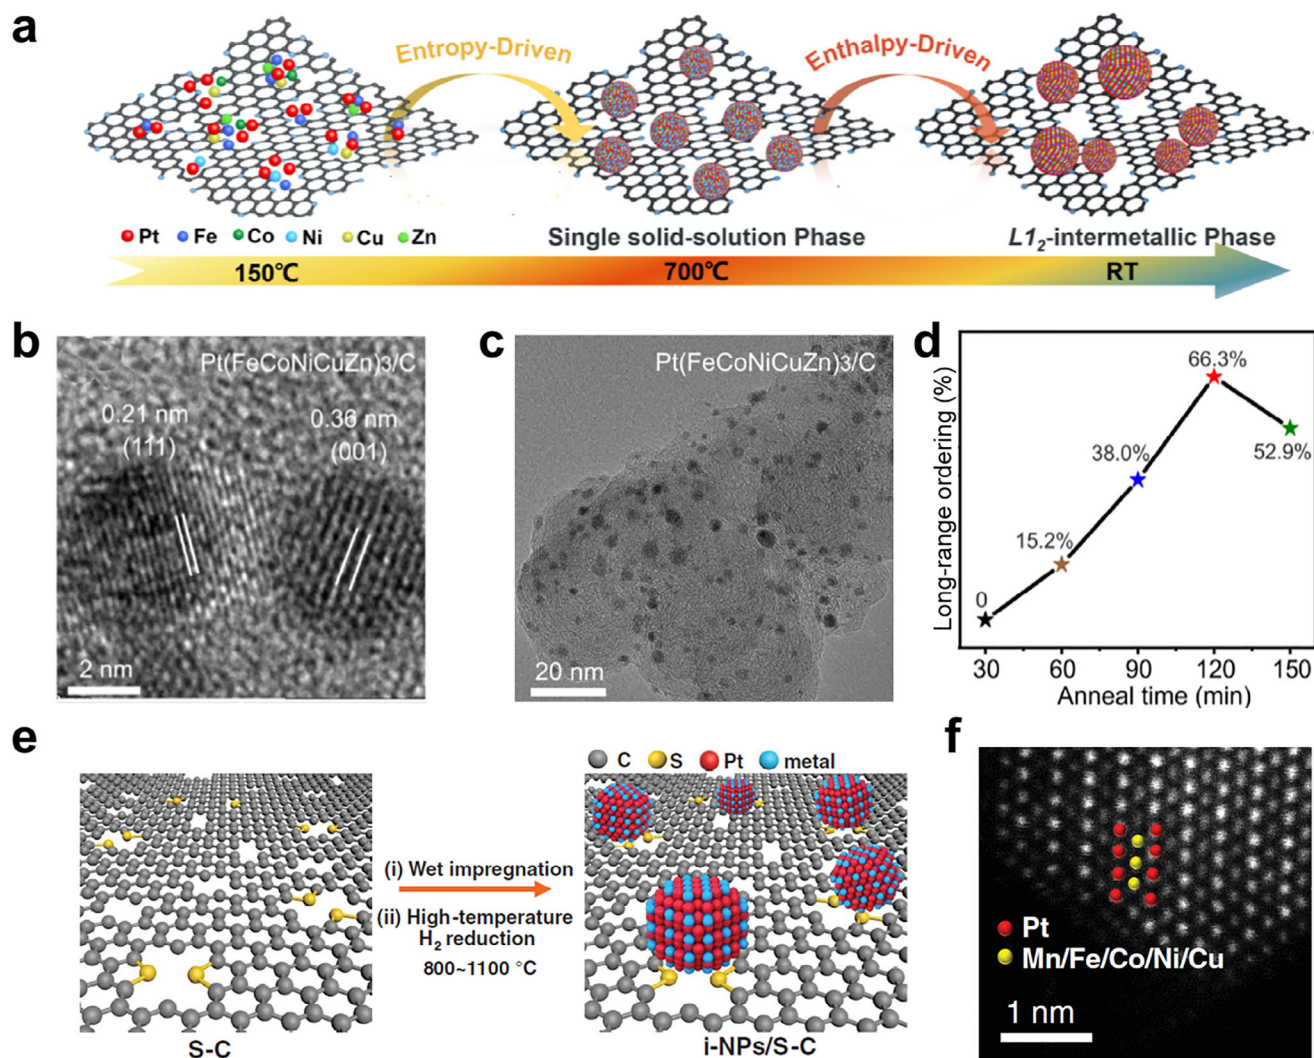 a
Entropy-Driven
Enthalpy-Driven
Pt Fe Co Ni Cu Zn
Single solid-solution Phase
L1₂-intermetallic Phase
150℃
700℃
RT
b
Pt(FeCoNiCuZn)3/C
0.21 nm
(111)
0.36 nm
(001)
2 nm
c
Pt(FeCoNiCuZn)3/C
20 nm
d
Long-range ordering (%)
66.3%
52.9%
38.0%
15.2%
0
30 60 90 120 150
Anneal time (min)
e
C S Pt metal
(i) Wet impregnation
(ii) High-temperature
H₂ reduction
800~1100 °C
S-C
i-NPs/S-C
f
Pt
Mn/Fe/Co/Ni/Cu
1 nm